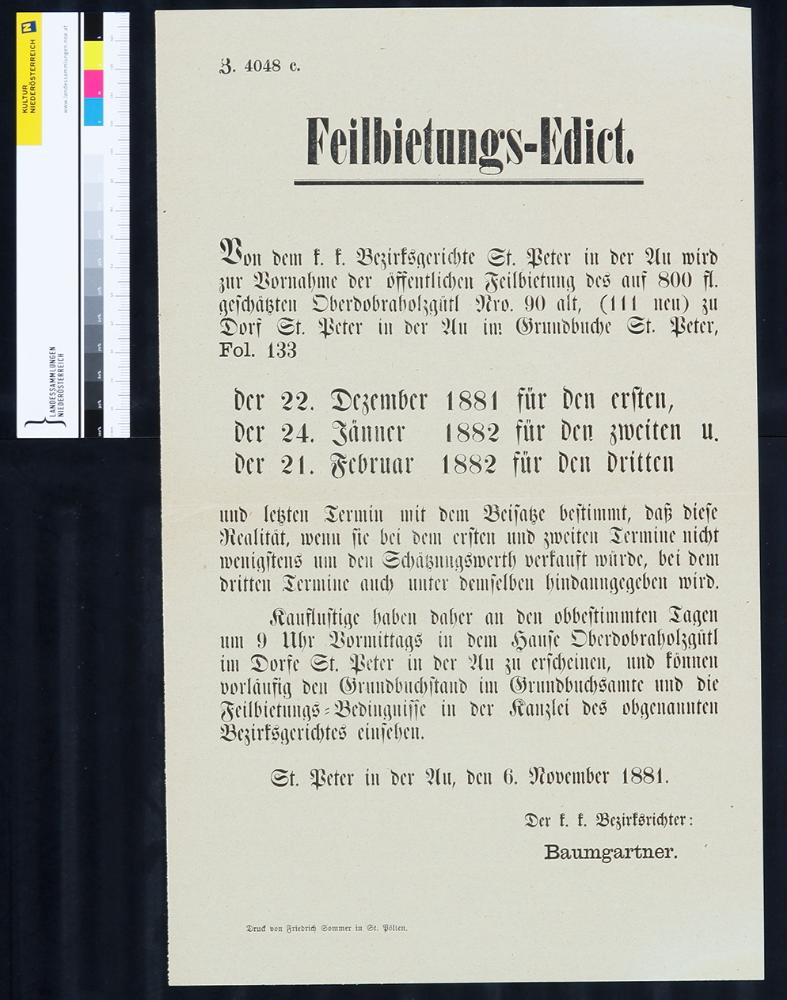 KULTUR
NIEDERÖSTERREICH
www.landessammlungen-noe.at
LANDESSAMMLUNGEN
NIEDERÖSTERREICH
Z. 4048 c.
Feilbietungs-Edict.
Von dem k. k. Bezirksgerichte St. Peter in der Au wird
zur Vornahme der öffentlichen Feilbietung des auf 800 fl.
geschätzten Oberdobraholzgütl Nro. 90 alt, (111 neu) zu
Dorf St. Peter in der Au im Grundbuche St. Peter,
Fol. 133
der 22. Dezember 1881 für den ersten,
der 24. Jänner 1882 für den zweiten u.
der 21. Februar 1882 für den dritten
und letzten Termin mit dem Beisatze bestimmt, daß diese
Realität, wenn sie bei dem ersten und zweiten Termine nicht
wenigstens um den Schätzungswerth verkauft würde, bei dem
dritten Termine auch unter demselben hindanngegeben wird.
Kauflustige haben daher an den obbestimmten Tagen
um 9 Uhr Vormittags in dem Hause Oberdobraholzgütl
im Dorfe St. Peter in der Au zu erscheinen, und können
vorläufig den Grundbuchstand im Grundbuchsamte und die
Feilbietungs-Bedingnisse in der Kanzlei des obgenannten
Bezirksgerichtes einsehen.
St. Peter in der Au, den 6. November 1881.
Der k. k. Bezirksrichter:
Baumgartner.
Druck von Friedrich Sommer in St. Pölten.